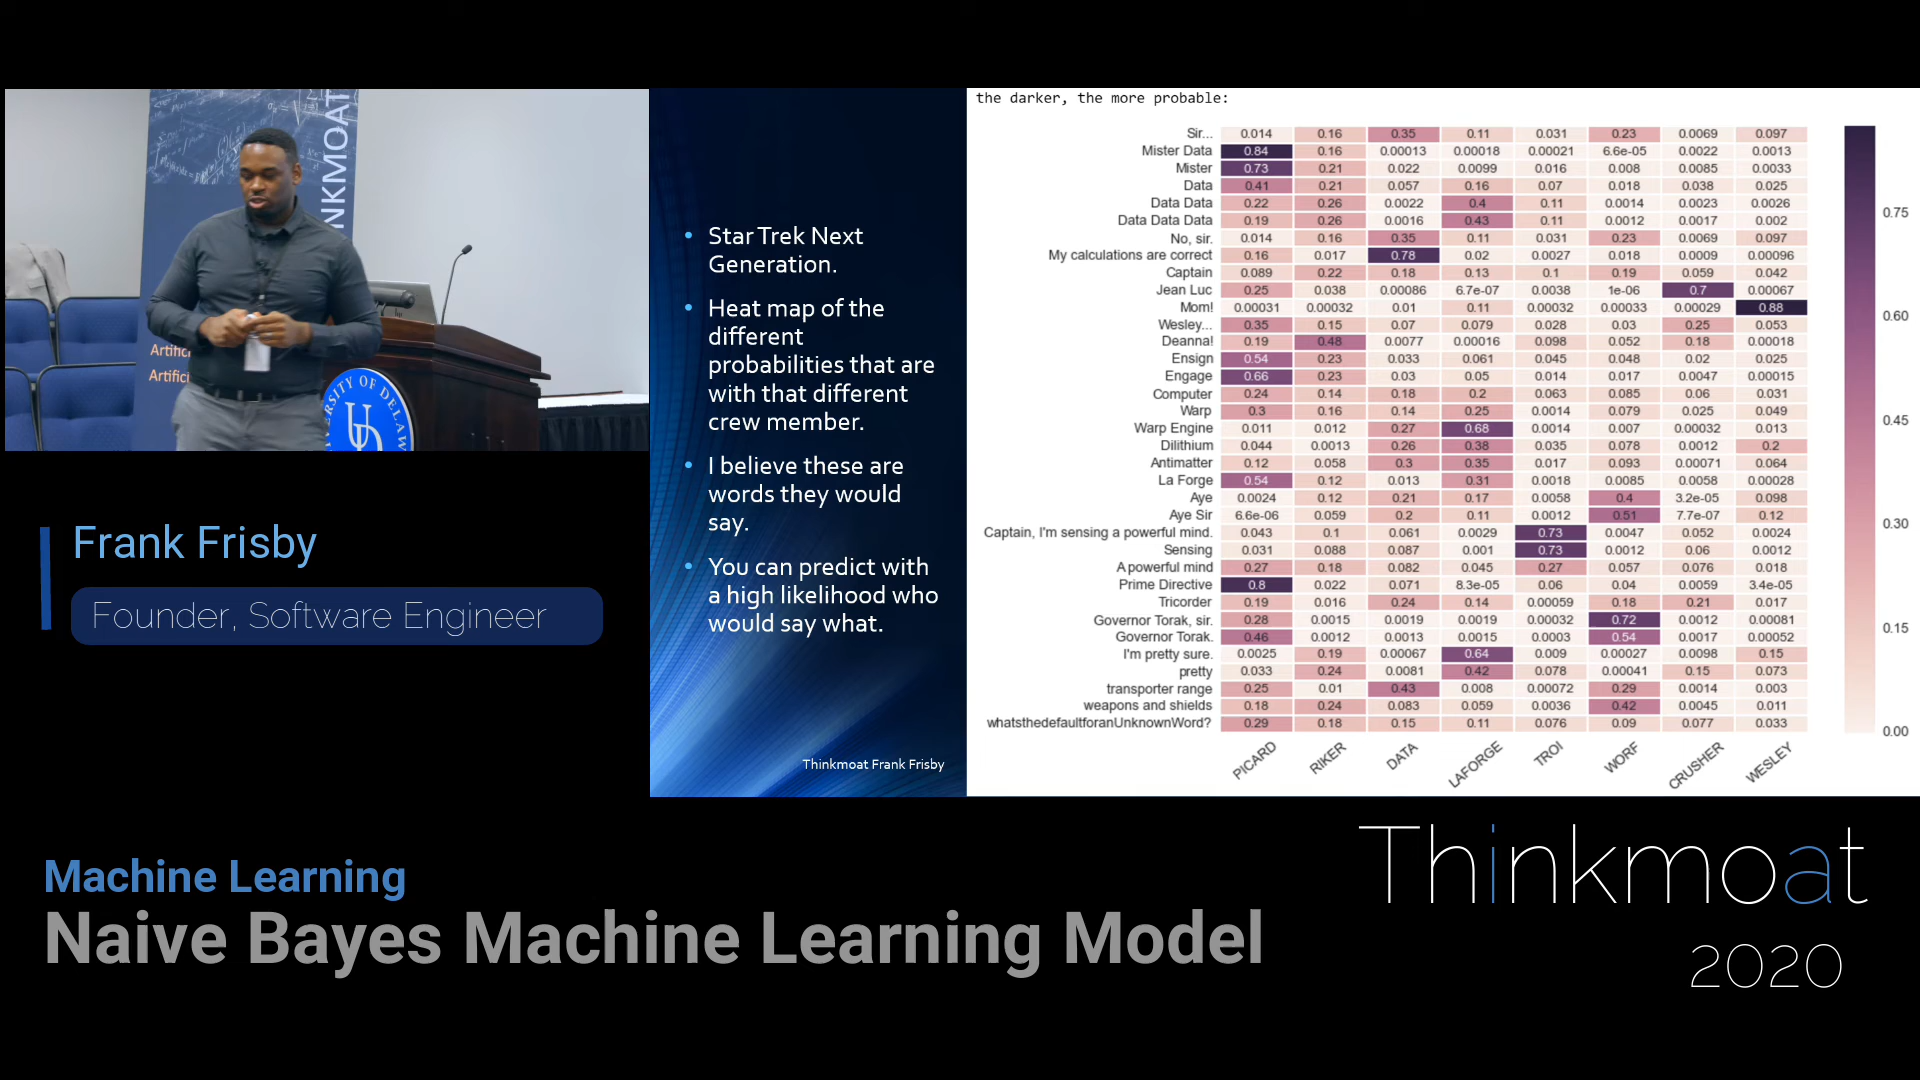 NKMOAT
Artific
Artific
RSITY OF DELAW
UD
Frank Frisby
Founder, Software Engineer
Star Trek Next
Generation.
Heat map of the
different
probabilities that are
with that different
crew member.
I believe these are
words they would
say.
You can predict with
a high likelihood who
would say what.
Thinkmoat Frank Frisby
the darker, the more probable:
Sir... 0.014 0.16 0.35 0.11 0.031 0.23 0.0069 0.097
Mister Data 0.84 0.16 0.00013 0.00018 0.00021 6.6e-05 0.0022 0.0013
Mister 0.73 0.21 0.022 0.0099 0.016 0.008 0.0085 0.0033
Data 0.41 0.21 0.057 0.16 0.07 0.018 0.038 0.025
Data Data 0.22 0.26 0.0022 0.4 0.11 0.0014 0.0023 0.0026
Data Data Data 0.19 0.26 0.0016 0.43 0.11 0.0012 0.0017 0.002
No, sir. 0.014 0.16 0.35 0.11 0.031 0.23 0.0069 0.097
My calculations are correct 0.16 0.017 0.78 0.02 0.0027 0.018 0.0009 0.00096
Captain 0.089 0.22 0.18 0.13 0.1 0.19 0.059 0.042
Jean Luc 0.25 0.038 0.00086 6.7e-07 0.0038 1e-06 0.7 0.00067
Mom! 0.00031 0.00032 0.01 0.11 0.00032 0.00033 0.00029 0.88
Wesley... 0.35 0.15 0.07 0.079 0.028 0.03 0.25 0.053
Deanna! 0.19 0.48 0.0077 0.00016 0.098 0.052 0.18 0.00018
Ensign 0.54 0.23 0.033 0.061 0.045 0.048 0.02 0.025
Engage 0.66 0.23 0.03 0.05 0.014 0.017 0.0047 0.00015
Computer 0.24 0.14 0.18 0.2 0.063 0.085 0.06 0.031
Warp 0.3 0.16 0.14 0.25 0.0014 0.079 0.025 0.049
Warp Engine 0.011 0.012 0.27 0.68 0.0014 0.007 0.00032 0.013
Dilithium 0.044 0.0013 0.26 0.38 0.035 0.078 0.0012 0.2
Antimatter 0.12 0.058 0.3 0.35 0.017 0.093 0.00071 0.064
La Forge 0.54 0.12 0.013 0.31 0.0018 0.0085 0.0058 0.00028
Aye 0.0024 0.12 0.21 0.17 0.0058 0.4 3.2e-05 0.098
Aye Sir 6.6e-06 0.059 0.2 0.11 0.0012 0.51 7.7e-07 0.12
Captain, I'm sensing a powerful mind. 0.043 0.1 0.061 0.0029 0.73 0.0047 0.052 0.0024
Sensing 0.031 0.088 0.087 0.001 0.73 0.0012 0.06 0.0012
A powerful mind 0.27 0.18 0.082 0.045 0.27 0.057 0.076 0.018
Prime Directive 0.8 0.022 0.071 8.3e-05 0.06 0.04 0.0059 3.4e-05
Tricorder 0.19 0.016 0.24 0.14 0.00059 0.18 0.21 0.017
Governor Torak, sir. 0.28 0.0015 0.0019 0.0019 0.00032 0.72 0.0012 0.00081
Governor Torak. 0.46 0.0012 0.0013 0.0015 0.0003 0.54 0.0017 0.00052
I'm pretty sure. 0.0025 0.19 0.00067 0.64 0.009 0.00027 0.0098 0.15
pretty 0.033 0.24 0.0081 0.42 0.078 0.00041 0.15 0.073
transporter range 0.25 0.01 0.43 0.008 0.00072 0.29 0.0014 0.003
weapons and shields 0.18 0.24 0.083 0.059 0.0036 0.42 0.0045 0.011
whatsthedefaultforanUnknownWord? 0.29 0.18 0.15 0.11 0.076 0.09 0.077 0.033
PICARD RIKER DATA LAFORGE TROI WORF CRUSHER WESLEY
0.75
0.60
0.45
0.30
0.15
0.00
Machine Learning
Naive Bayes Machine Learning Model
Thinkmoat
2020